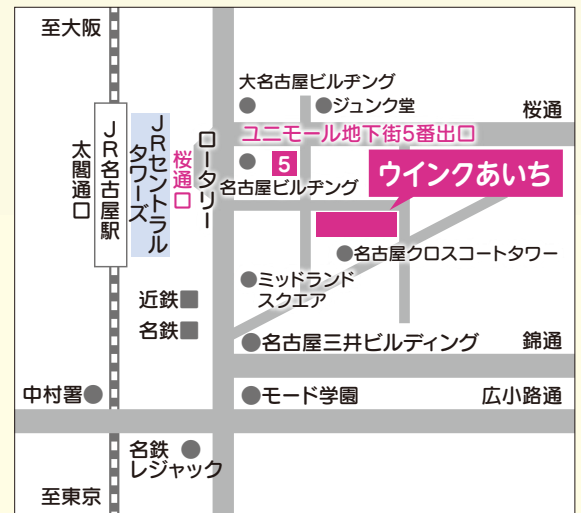 至大阪
大名古屋ビルヂング
ジュンク堂
桜通
ユニモール地下街5番出口
JR名古屋駅
JRセントラル
タワーズ
桜通口
ロータリー
太閤通口
5
名古屋ビルヂング
ウインクあいち
名古屋クロスコートタワー
ミッドランド
スクエア
近鉄
名鉄
名古屋三井ビルディング
錦通
中村署
モード学園
広小路通
名鉄
レジャック
至東京